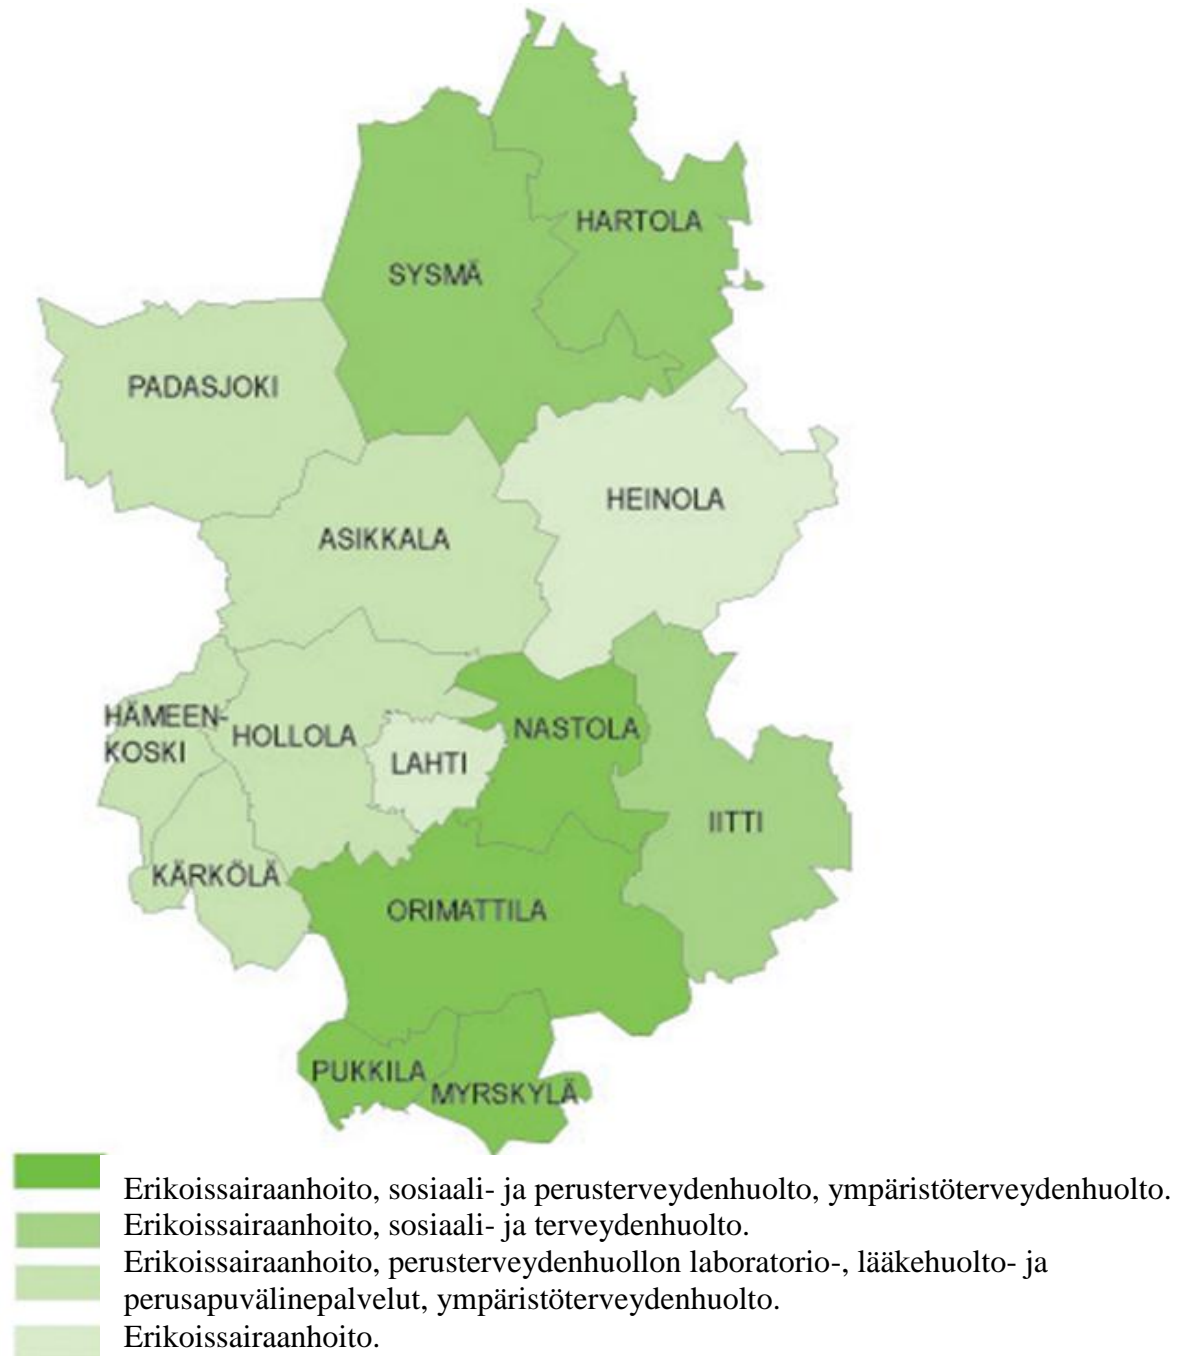 HARTOLA
SYSMÄ
PADASJOKI
HEINOLA
ASIKKALA
HÄMEEN-
KOSKI
HOLLOLA
LAHTI
NASTOLA
IITTI
KÄRKÖLÄ
ORIMATTILA
PUKKILA
MYRSKYLÄ
Erikoissairaanhoito, sosiaali- ja perusterveydenhuolto, ympäristöterveydenhuolto.
Erikoissairaanhoito, sosiaali- ja terveydenhuolto.
Erikoissairaanhoito, perusterveydenhuollon laboratorio-, lääkehuolto- ja
perusapuvälinepalvelut, ympäristöterveydenhuolto.
Erikoissairaanhoito.